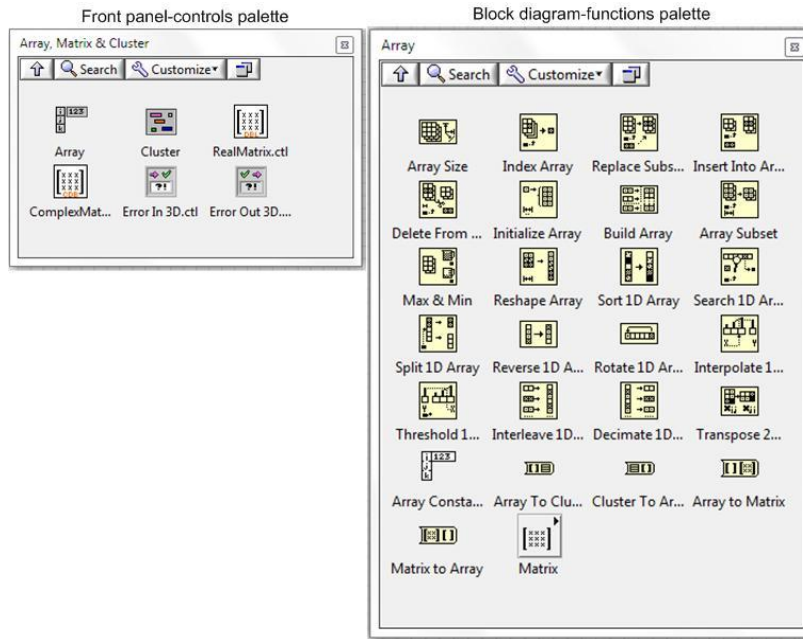 Front panel-controls palette
Array, Matrix & Cluster
Search Customize
Array Cluster RealMatrix.ctl
ComplexMat... Error In 3D.ctl Error Out 3D....
Block diagram-functions palette
Array
Search Customize
Array Size Index Array Replace Subs... Insert Into Ar...
Delete From ... Initialize Array Build Array Array Subset
Max & Min Reshape Array Sort 1D Array Search 1D Ar...
Split 1D Array Reverse 1D A... Rotate 1D Ar... Interpolate 1...
Threshold 1... Interleave 1D... Decimate 1D... Transpose 2...
Array Consta... Array To Clu... Cluster To Ar... Array to Matrix
Matrix to Array Matrix